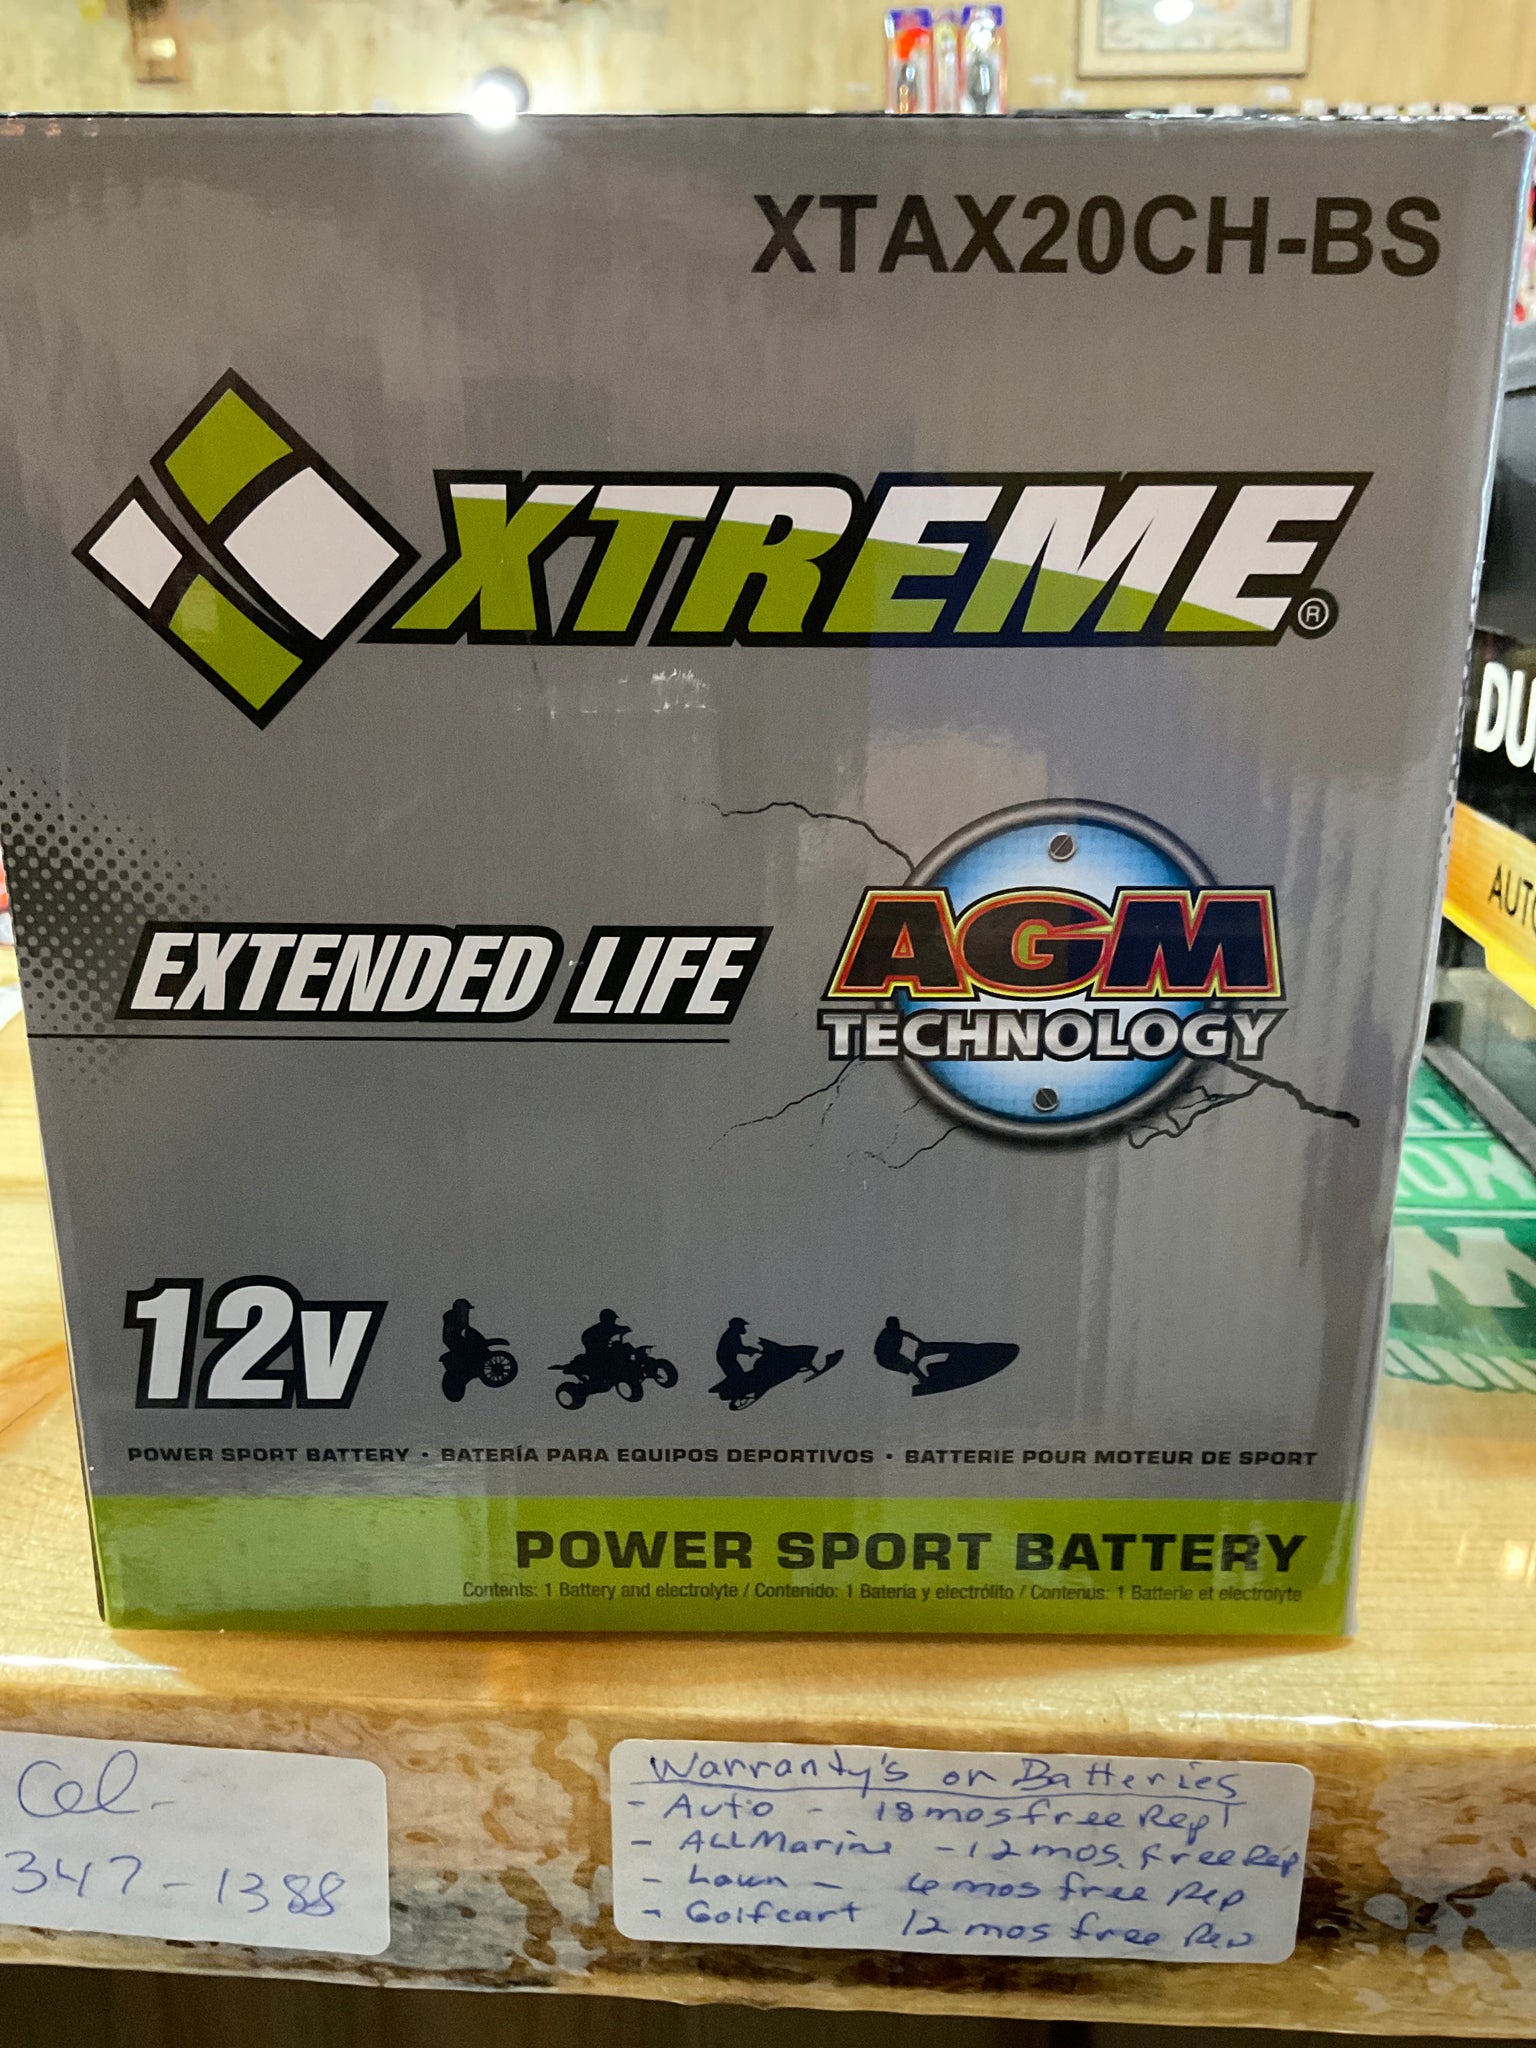 XTAX20CH-BS
XTREME®
EXTENDED LIFE
AGM
TECHNOLOGY
12V
POWER SPORT BATTERY • BATERÍA PARA EQUIPOS DEPORTIVOS • BATTERIE POUR MOTEUR DE SPORT
POWER SPORT BATTERY
Contents: 1 Battery and electrolyte / Contenido: 1 Batería y electrólito / Contenus: 1 Batterie et electrolyte
DU
AUTO
Cel-
347-1388
Warranty's on Batteries
- Auto - 18 mos free Repl
- ALL Marine - 12 mos. free Rep
- Lawn - 6 mos free Rep
- Golfcart 12 mos free Rep